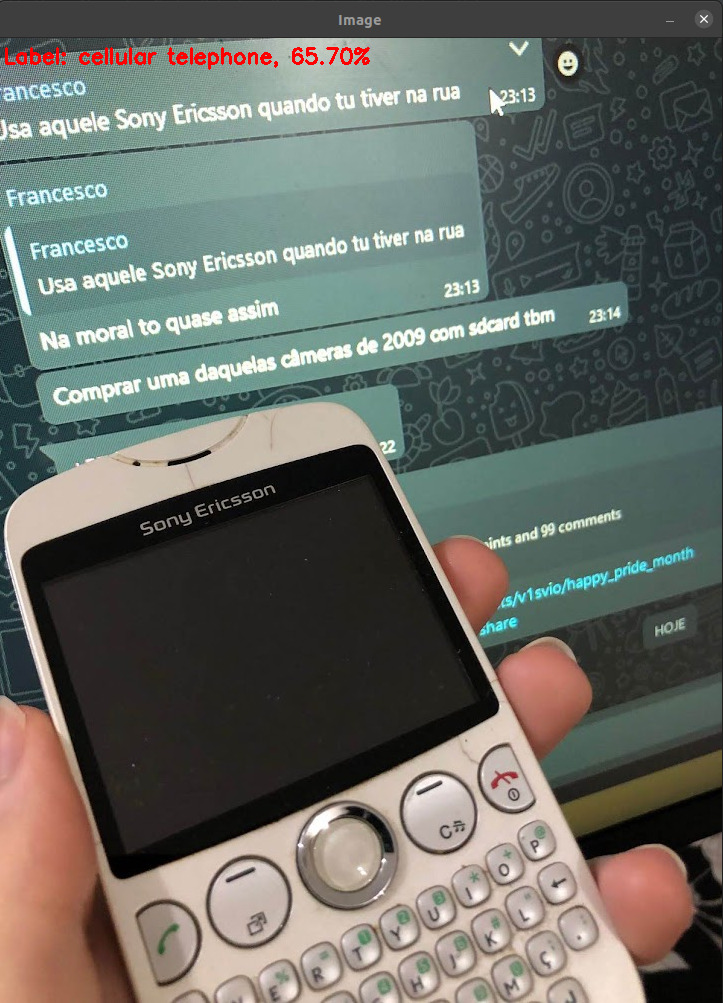 Image
Label: cellular telephone, 65.70%
Francesco
Usa aquele Sony Ericsson quando tu tiver na rua
23:13
Francesco
Francesco
Usa aquele Sony Ericsson quando tu tiver na rua
23:13
Na moral to quase assim
Comprar uma daquelas câmeras de 2009 com sdcard tbm
23:14
22
Sony Ericsson
ints and 99 comments
ts/v1svio/happy_pride_month
share
HOJE
C
E R T Y U I O P
H J K L
M Ç